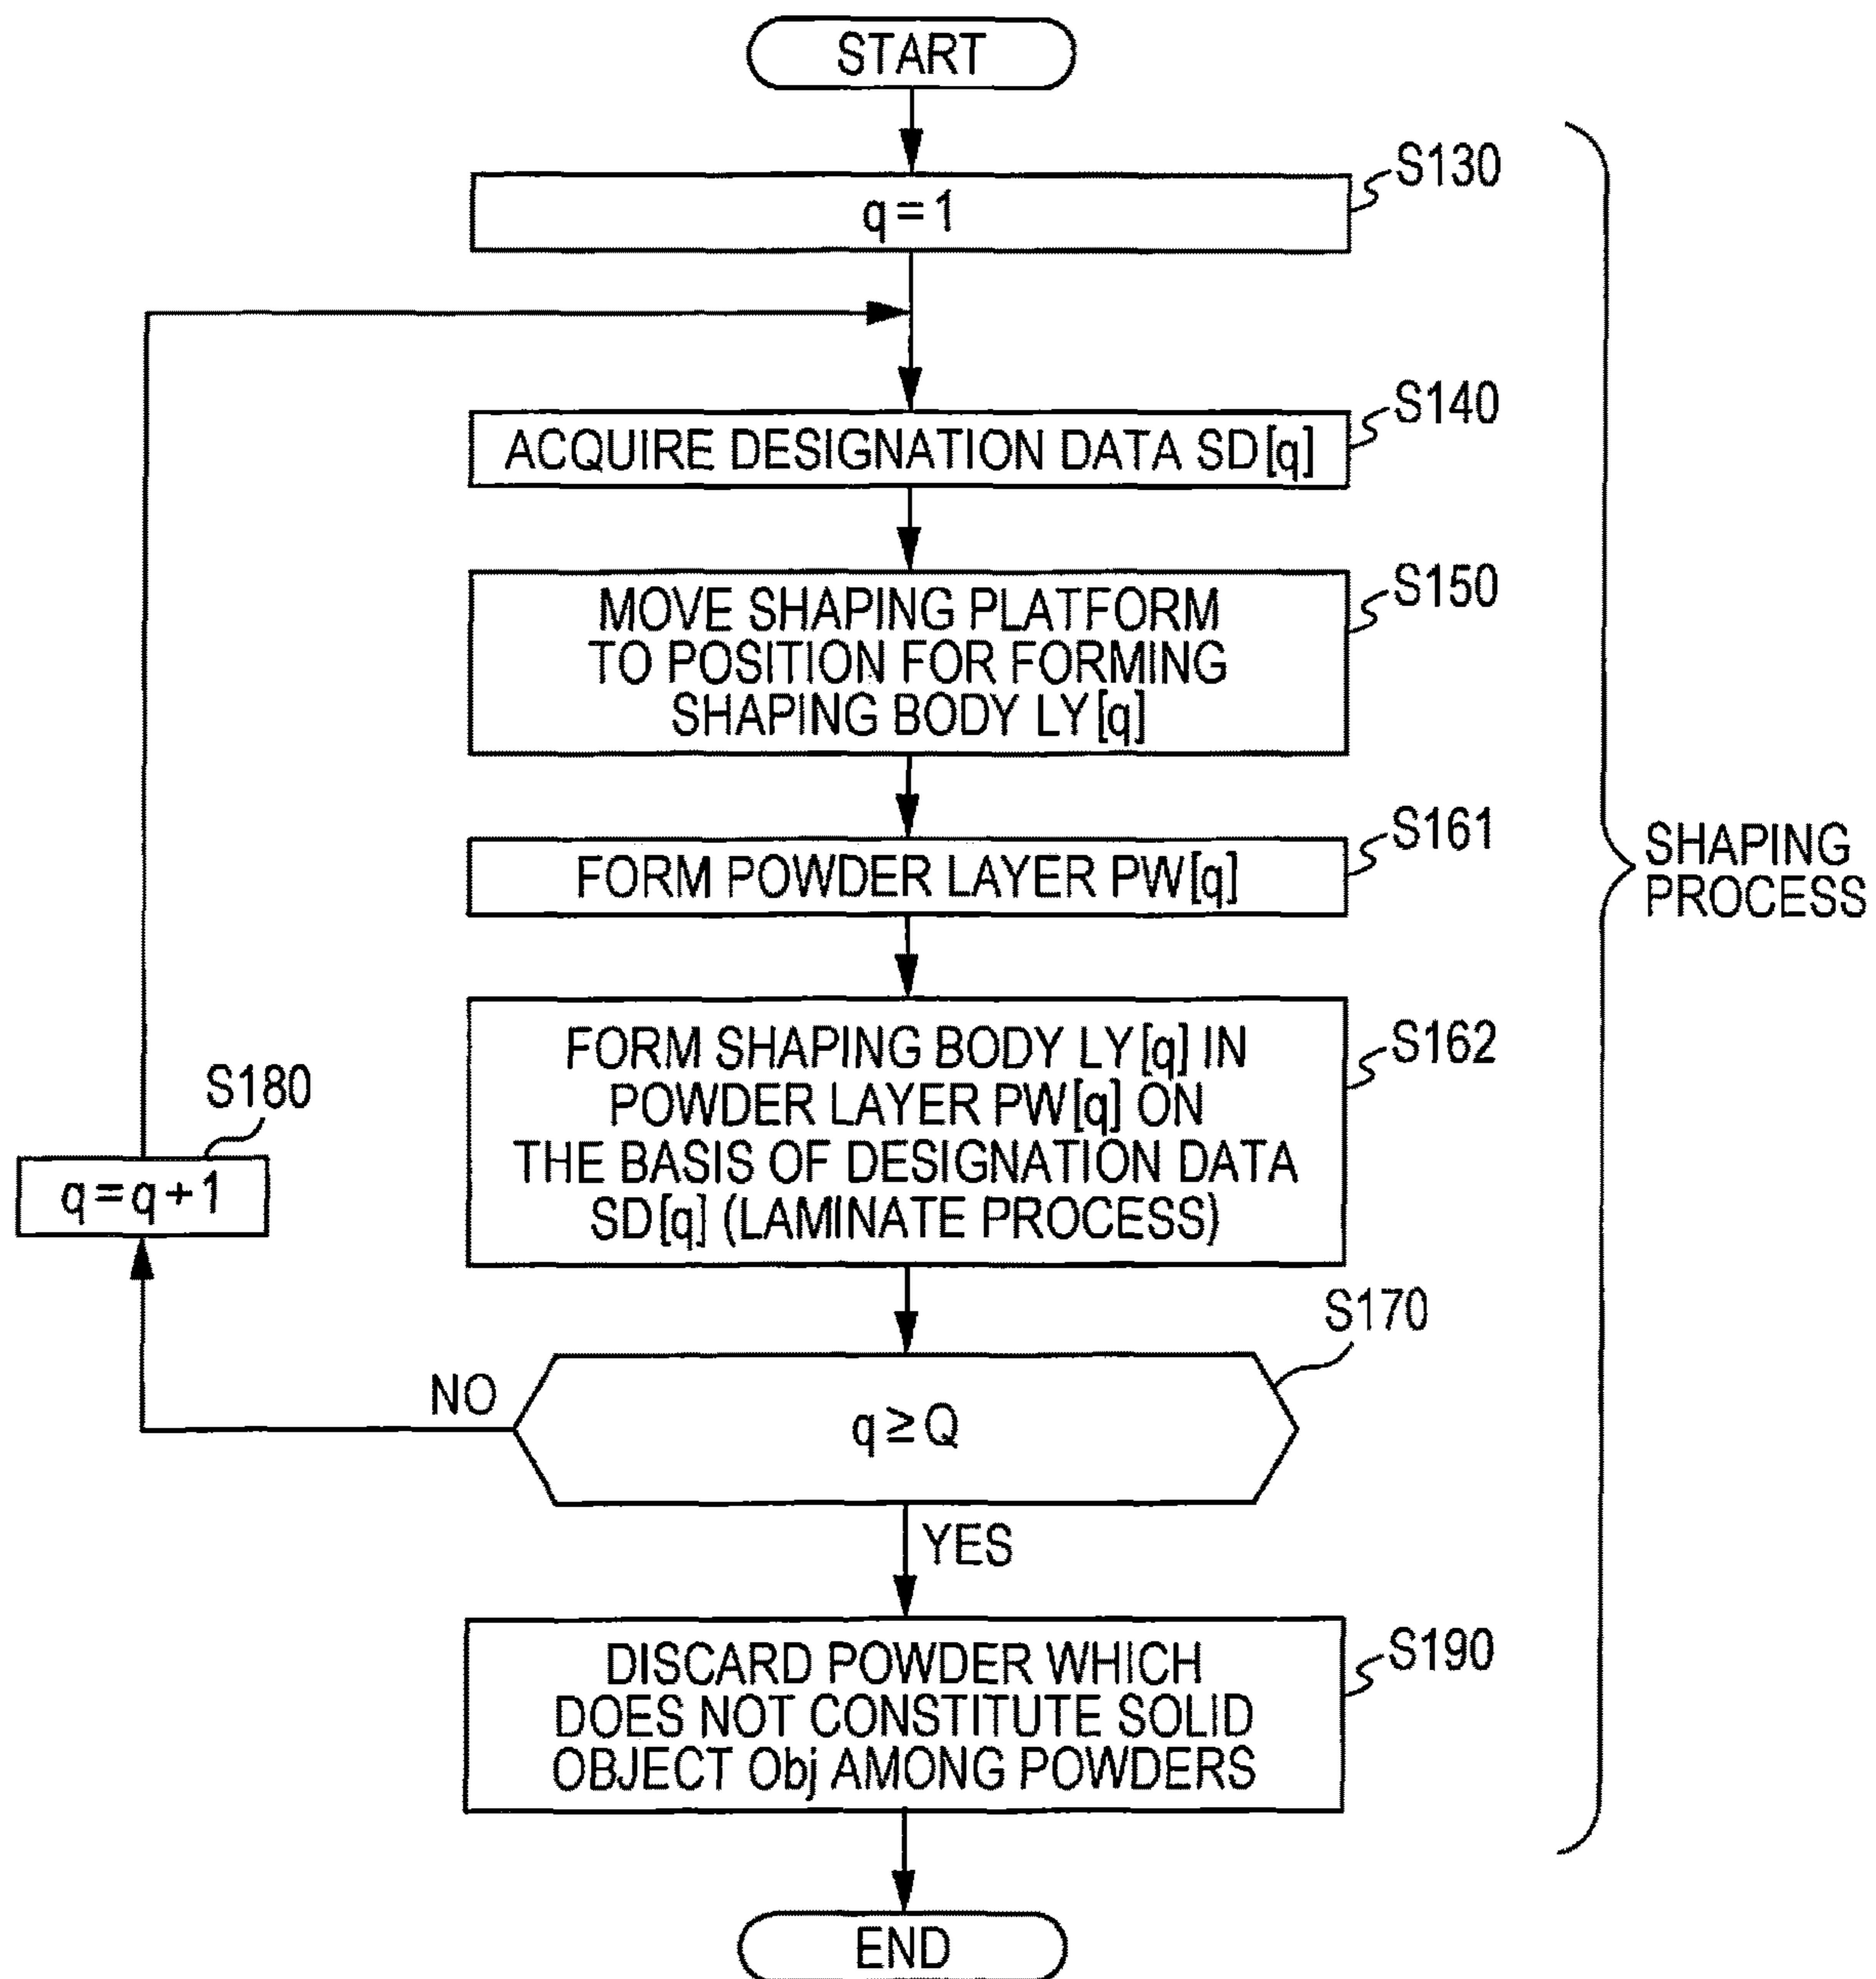 START
S130
q=1
S140
ACQUIRE DESIGNATION DATA SD[q]
S150
MOVE SHAPING PLATFORM
TO POSITION FOR FORMING
SHAPING BODY LY[q]
S161
FORM POWDER LAYER PW[q]
SHAPING
PROCESS
S162
FORM SHAPING BODY LY[q] IN
POWDER LAYER PW[q] ON
THE BASIS OF DESIGNATION DATA
SD[q] (LAMINATE PROCESS)
S180
q=q+1
S170
NO
q≥Q
YES
S190
DISCARD POWDER WHICH
DOES NOT CONSTITUTE SOLID
OBJECT Obj AMONG POWDERS
END